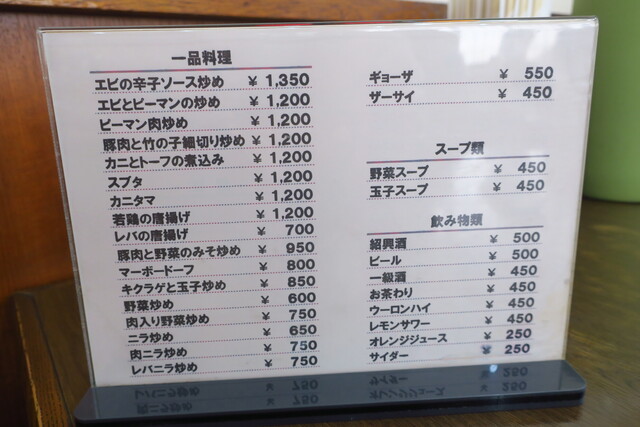 一品料理
エビの辛子ソース炒め ¥ 1,350
エビとピーマンの炒め ¥ 1,200
ピーマン肉炒め ¥ 1,200
豚肉と竹の子細切り炒め ¥ 1,200
カニとトーフの煮込み ¥ 1,200
スブタ ¥ 1,200
カニタマ ¥ 1,200
若鶏の唐揚げ ¥ 1,200
レバの唐揚げ ¥ 700
豚肉と野菜のみそ炒め ¥ 950
マーボードーフ ¥ 800
キクラゲと玉子炒め ¥ 850
野菜炒め ¥ 600
肉入り野菜炒め ¥ 750
ニラ炒め ¥ 650
肉ニラ炒め ¥ 750
レバニラ炒め ¥ 750
ギョーザ ¥ 550
ザーサイ ¥ 450
スープ類
野菜スープ ¥ 450
玉子スープ ¥ 450
飲み物類
紹興酒 ¥ 500
ビール ¥ 500
一級酒 ¥ 450
お茶わり ¥ 450
ウーロンハイ ¥ 450
レモンサワー ¥ 450
オレンジジュース ¥ 250
サイダー ¥ 250